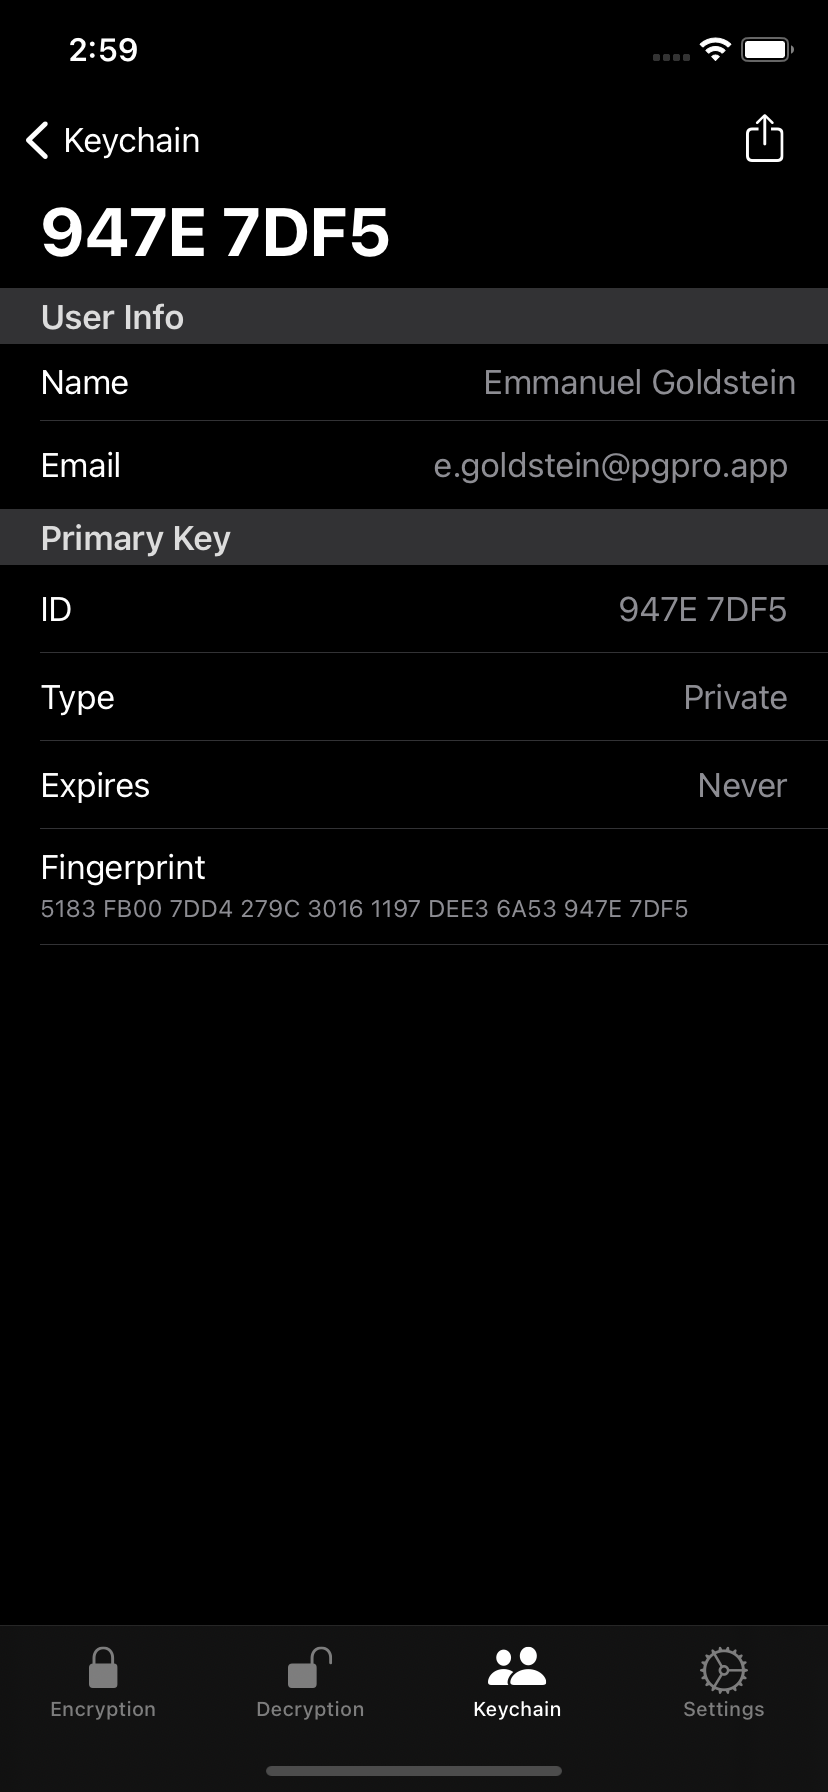 2:59
Keychain
947E 7DF5
User Info
Name Emmanuel Goldstein
Email e.goldstein@pgpro.app
Primary Key
ID 947E 7DF5
Type Private
Expires Never
Fingerprint
5183 FB00 7DD4 279C 3016 1197 DEE3 6A53 947E 7DF5
Encryption Decryption Keychain Settings